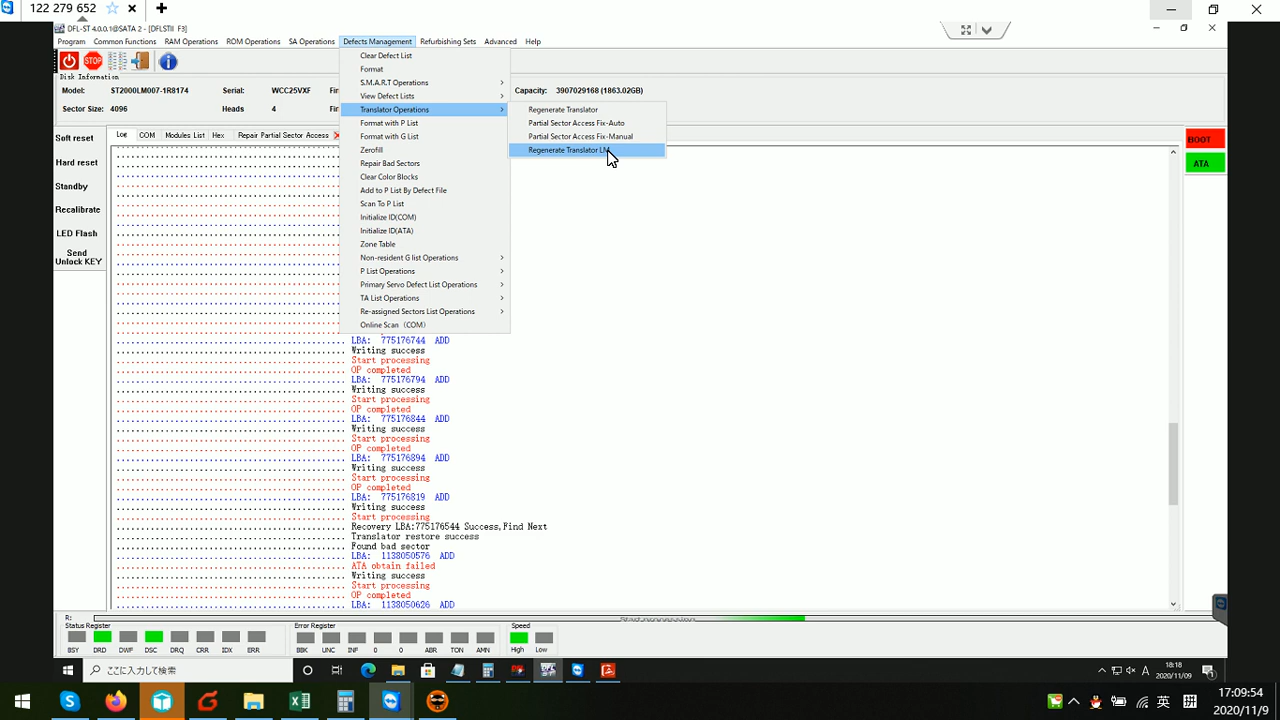 122 279 652
DFL-ST 4.0.0.1@SATA 2 - [DFLSTII F3]
Program Common Functions RAM Operations ROM Operations SA Operations Defects Management Refurbishing Sets Advanced Help
Disk Information
Model: ST2000LM007-1R8174 Serial: WCC25VXF Fir Capacity: 3907029168 (1863.02GB)
Sector Size: 4096 Heads 4 Fin
Log COM Modules List Hex Repair Partial Sector Access
Soft reset
Hard reset
Standby
Recalibrate
LED Flash
Send
Unlock KEY
BOOT
ATA
Clear Defect List
Format
S.M.A.R.T Operations
View Defect Lists
Translator Operations
Format with P List
Format with G List
Zerofill
Repair Bad Sectors
Clear Color Blocks
Add to P List By Defect File
Scan To P List
Initialize ID(COM)
Initialize ID(ATA)
Zone Table
Non-resident G list Operations
P List Operations
Primary Servo Defect List Operations
TA List Operations
Re-assigned Sectors List Operations
Online Scan (COM)
Regenerate Translator
Partial Sector Access Fix-Auto
Partial Sector Access Fix-Manual
Regenerate Translator LM
LBA: 775176744 ADD
Writing success
Start processing
OP completed
LBA: 775176794 ADD
Writing success
Start processing
OP completed
LBA: 775176844 ADD
Writing success
Start processing
OP completed
LBA: 775176894 ADD
Writing success
Start processing
OP completed
LBA: 775176819 ADD
Writing success
Start processing
Recovery LBA:775176544 Success,Find Next
Translator restore success
Found bad sector
LBA: 1138050576 ADD
ATA obtain failed
Writing success
Start processing
OP completed
LBA: 1138050626 ADD
R: Start processing
Status Register Error Register Speed
BSY DRD DWF DSC DRQ CRR IDX ERR BBK UNC INF 0 0 ABR TON AMN High Low
ここに入力して検索
A 18:18
2020/11/09
英 17:09:54
2020/11/9